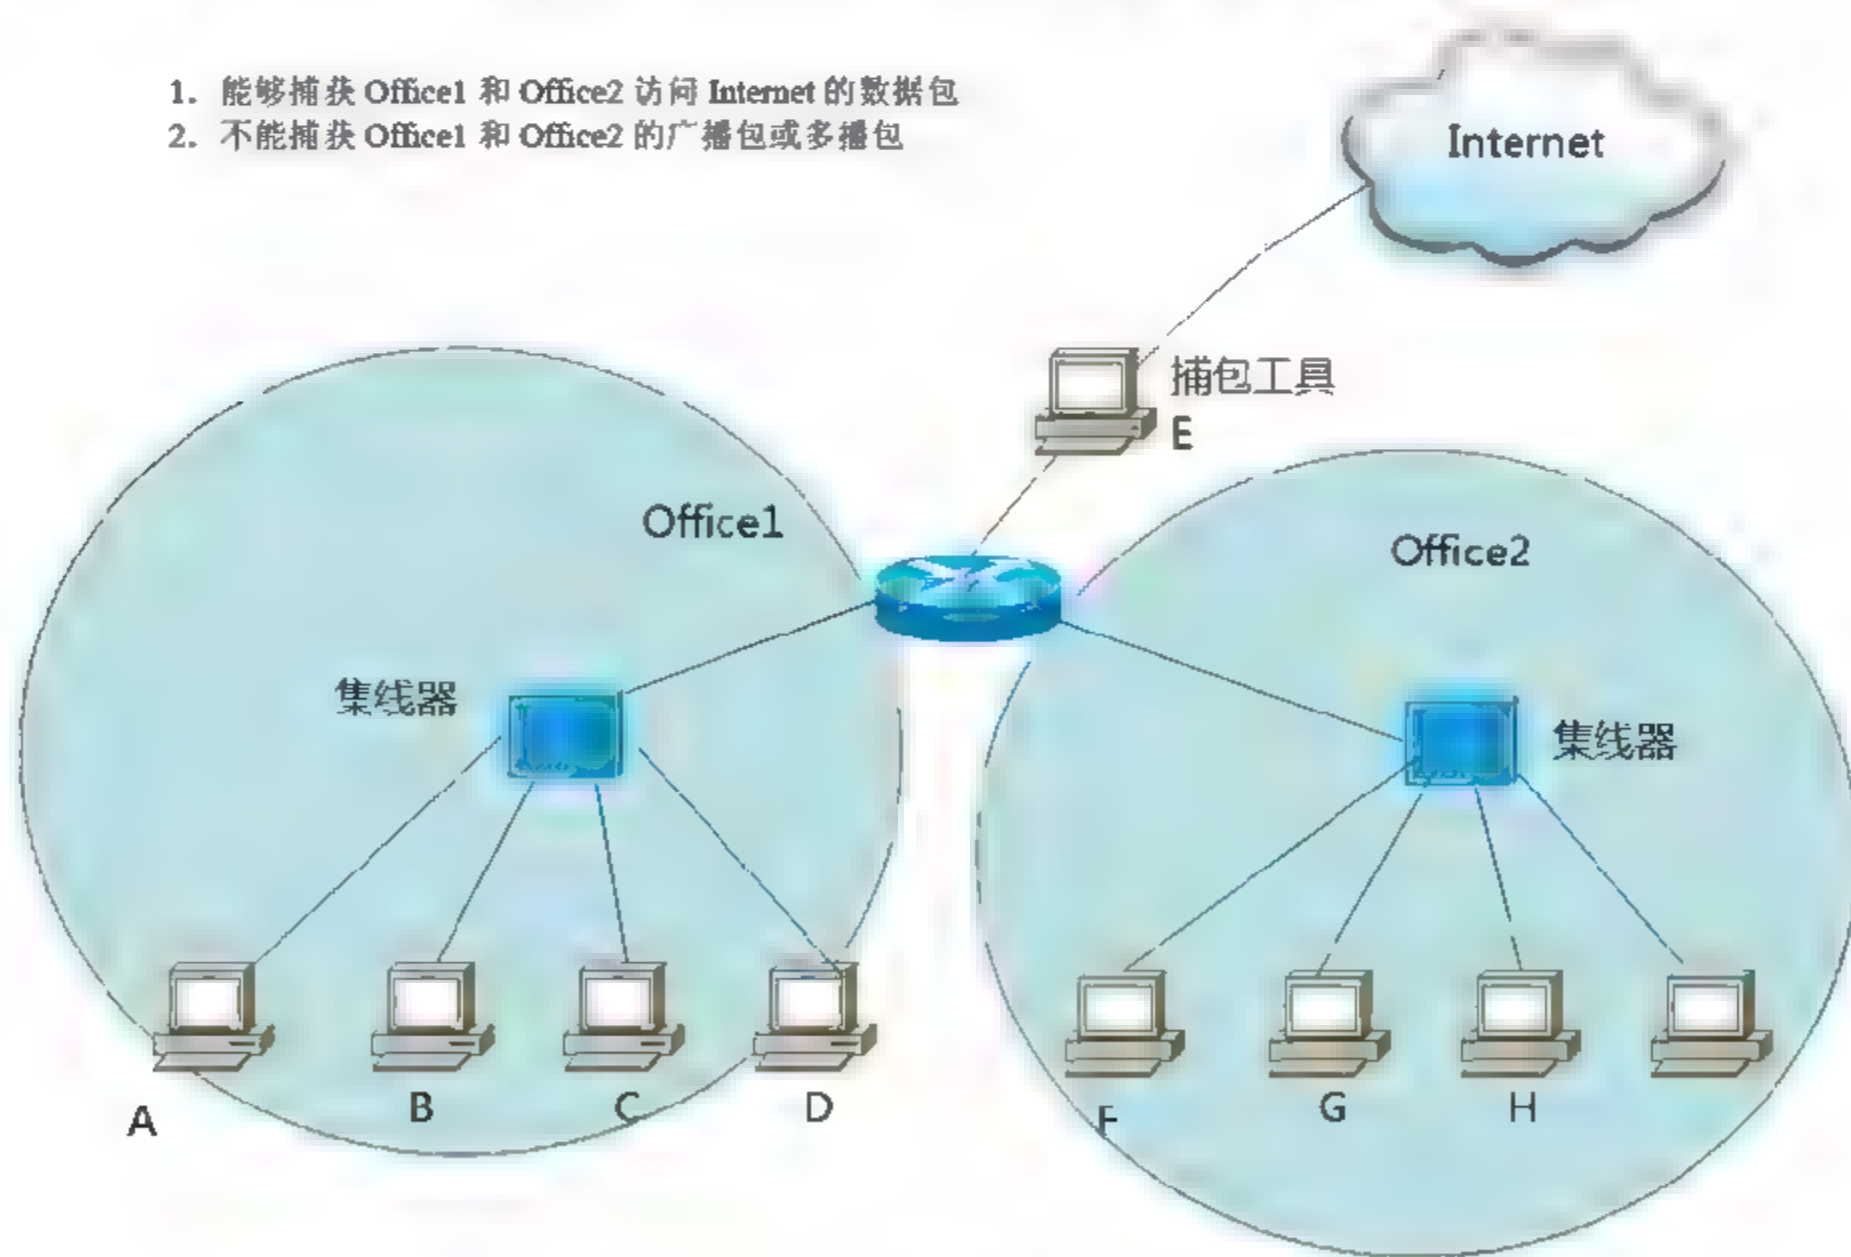 1. 能够捕获 Office1 和 Office2 访问 Internet 的数据包
2. 不能捕获 Office1 和 Office2 的广播包或多播包
Internet
捕包工具
E
Office1
Office2
集线器
集线器
A
B
C
D
F
G
H